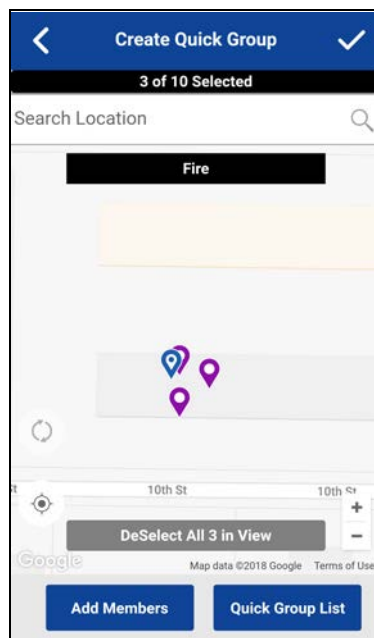 Create Quick Group
3 of 10 Selected
Search Location
Fire
st 10th St 10th St
+
DeSelect All 3 in View
−
Google Map data ©2018 Google Terms of Use
Add Members Quick Group List